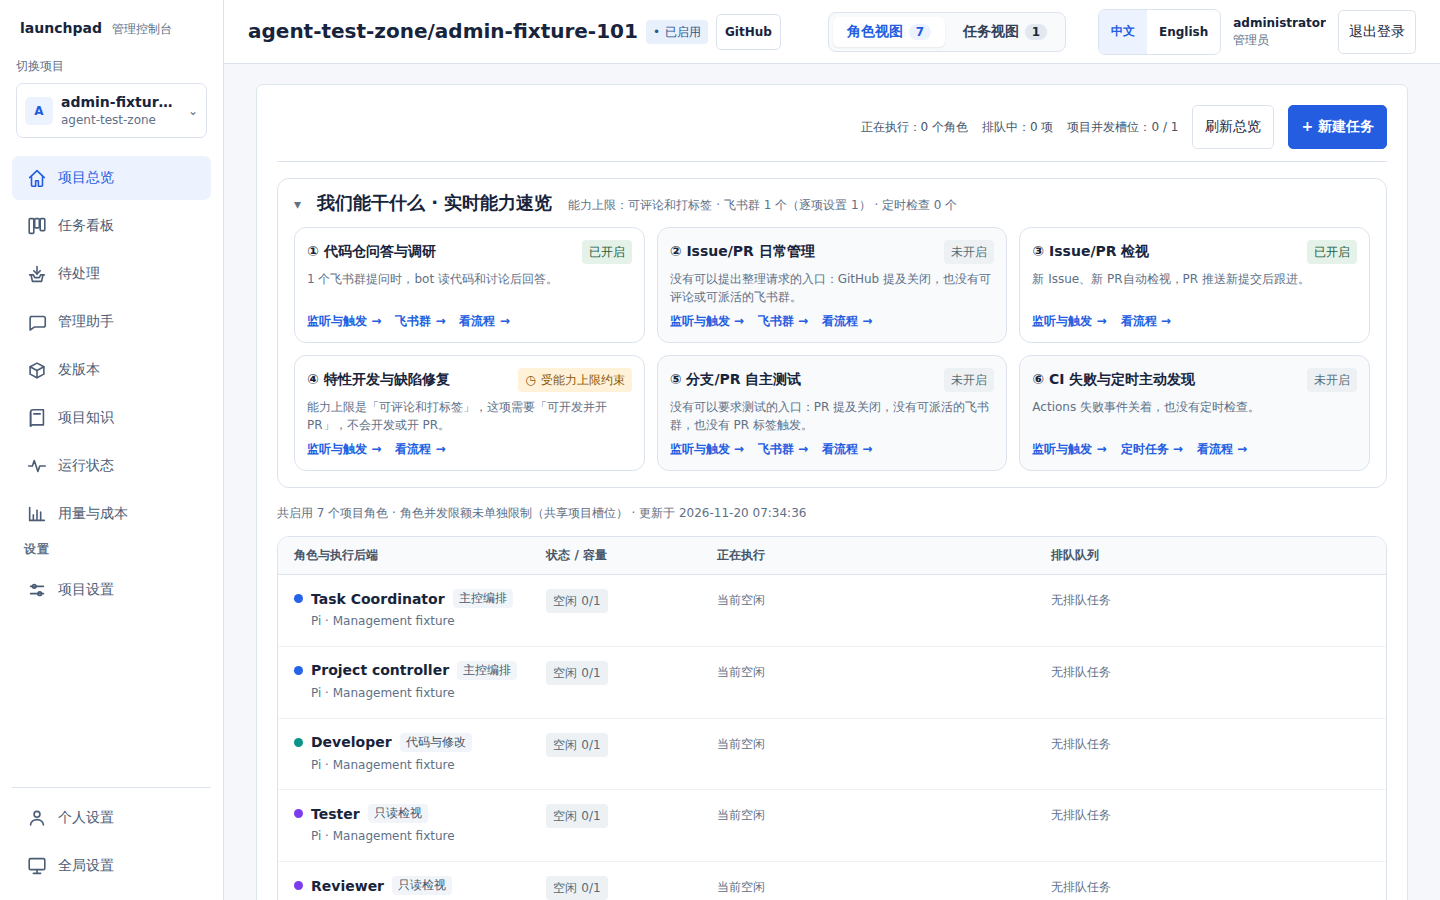 launchpad 管理控制台
切换项目
A
admin-fixtur...
agent-test-zone
项目总览
任务看板
待处理
管理助手
发版本
项目知识
运行状态
用量与成本
设置
项目设置
个人设置
全局设置
agent-test-zone/admin-fixture-101 • 已启用 GitHub
角色视图 7 任务视图 1
中文 English
administrator
管理员
退出登录
正在执行：0 个角色 排队中：0 项 项目并发槽位：0 / 1 刷新总览 + 新建任务
▾ 我们能干什么 · 实时能力速览 能力上限：可评论和打标签 · 飞书群 1 个（逐项设置 1） · 定时检查 0 个
① 代码仓问答与调研 已开启
1 个飞书群提问时，bot 读代码和讨论后回答。
监听与触发 → 飞书群 → 看流程 →
② Issue/PR 日常管理 未开启
没有可以提出整理请求的入口：GitHub 提及关闭，也没有可
评论或可派活的飞书群。
监听与触发 → 飞书群 → 看流程 →
③ Issue/PR 检视 已开启
新 Issue、新 PR自动检视，PR 推送新提交后跟进。
监听与触发 → 看流程 →
④ 特性开发与缺陷修复 ◷ 受能力上限约束
能力上限是「可评论和打标签」，这项需要「可开发并开
PR」，不会开发或开 PR。
监听与触发 → 看流程 →
⑤ 分支/PR 自主测试 未开启
没有可以要求测试的入口：PR 提及关闭，没有可派活的飞书
群，也没有 PR 标签触发。
监听与触发 → 飞书群 → 看流程 →
⑥ CI 失败与定时主动发现 未开启
Actions 失败事件关着，也没有定时检查。
监听与触发 → 定时任务 → 看流程 →
共启用 7 个项目角色 · 角色并发限额未单独限制（共享项目槽位） · 更新于 2026-11-20 07:34:36
角色与执行后端 状态 / 容量 正在执行 排队队列
Task Coordinator 主控编排 空闲 0/1 当前空闲 无排队任务
Pi · Management fixture
Project controller 主控编排 空闲 0/1 当前空闲 无排队任务
Pi · Management fixture
Developer 代码与修改 空闲 0/1 当前空闲 无排队任务
Pi · Management fixture
Tester 只读检视 空闲 0/1 当前空闲 无排队任务
Pi · Management fixture
Reviewer 只读检视 空闲 0/1 当前空闲 无排队任务